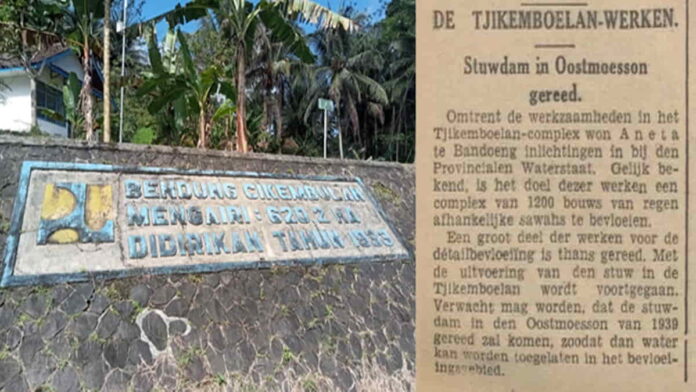 BENDUNG CIKEMBULAN
MENGAIRI : HA
DIDIRIKAN TAHUN
DE TJIKEMBOELAN-WERKEN.
Stuwdam in Oostmoesson
gereed.
Omtrent de werkzaamheden in het
Tjikemboelan-complex won Aneta
te Bandoeng inlichtingen in bij den
Provincialen Waterstaat. Gelijk be-
kend, is het doel dezer werken een
complex van 1200 bouws van regen
afhankelijke sawahs te bevloeien.
Een groot deel der werken voor de
détailbevloeiïng is thans gereed. Met
de uitvoering van den stuw in de
Tjikemboelan wordt voortgegaan.
Verwacht mag worden, dat de stuw-
dam in den Oostmoesson van 1939
gereed zal komen, zoodat dan water
kan worden toegelaten in het bevloei-
ingsgebied.